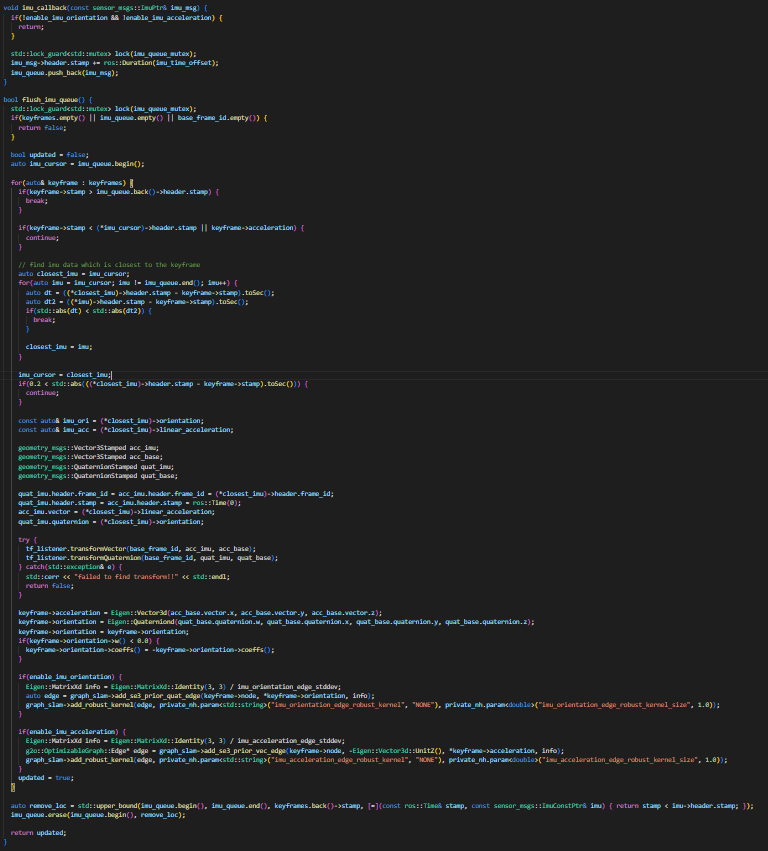 void imu_callback(const sensor_msgs::ImuPtr& imu_msg) {
if(!enable_imu_orientation && !enable_imu_acceleration) {
return;
}
std::lock_guard<std::mutex> lock(imu_queue_mutex);
imu_msg->header.stamp += ros::Duration(imu_time_offset);
imu_queue.push_back(imu_msg);
}
bool flush_imu_queue() {
std::lock_guard<std::mutex> lock(imu_queue_mutex);
if(keyframes.empty() || imu_queue.empty() || base_frame_id.empty()) {
return false;
}
bool updated = false;
auto imu_cursor = imu_queue.begin();
for(auto& keyframe : keyframes) {
if(keyframe->stamp > imu_queue.back()->header.stamp) {
break;
}
if(keyframe->stamp < (*imu_cursor)->header.stamp || keyframe->acceleration) {
continue;
}
// find imu data which is closest to the keyframe
auto closest_imu = imu_cursor;
for(auto imu = imu_cursor; imu != imu_queue.end(); imu++) {
auto dt = ((*closest_imu)->header.stamp - keyframe->stamp).toSec();
auto dt2 = ((*imu)->header.stamp - keyframe->stamp).toSec();
if(std::abs(dt) < std::abs(dt2)) {
break;
}
closest_imu = imu;
}
imu_cursor = closest_imu;
if(0.2 < std::abs(((*closest_imu)->header.stamp - keyframe->stamp).toSec())) {
continue;
}
const auto& imu_ori = (*closest_imu)->orientation;
const auto& imu_acc = (*closest_imu)->linear_acceleration;
geometry_msgs::Vector3Stamped acc_imu;
geometry_msgs::Vector3Stamped acc_base;
geometry_msgs::QuaternionStamped quat_imu;
geometry_msgs::QuaternionStamped quat_base;
quat_imu.header.frame_id = acc_imu.header.frame_id = (*closest_imu)->header.frame_id;
quat_imu.header.stamp = acc_imu.header.stamp = ros::Time(0);
acc_imu.vector = (*closest_imu)->linear_acceleration;
quat_imu.quaternion = (*closest_imu)->orientation;
try {
tf_listener.transformVector(base_frame_id, acc_imu, acc_base);
tf_listener.transformQuaternion(base_frame_id, quat_imu, quat_base);
} catch(std::exception& e) {
std::cerr << "failed to find transform!!" << std::endl;
return false;
}
keyframe->acceleration = Eigen::Vector3d(acc_base.vector.x, acc_base.vector.y, acc_base.vector.z);
keyframe->orientation = Eigen::Quaterniond(quat_base.quaternion.w, quat_base.quaternion.x, quat_base.quaternion.y, quat_base.quaternion.z);
keyframe->orientation = keyframe->orientation;
if(keyframe->orientation->w() < 0.0) {
keyframe->orientation->coeffs() = -keyframe->orientation->coeffs();
}
if(enable_imu_orientation) {
Eigen::MatrixXd info = Eigen::MatrixXd::Identity(3, 3) / imu_orientation_edge_stddev;
auto edge = graph_slam->add_se3_prior_quat_edge(keyframe->node, *keyframe->orientation, info);
graph_slam->add_robust_kernel(edge, private_nh.param<std::string>("imu_orientation_edge_robust_kernel", "NONE"), private_nh.param<double>("imu_orientation_edge_robust_kernel_size", 1.0));
}
if(enable_imu_acceleration) {
Eigen::MatrixXd info = Eigen::MatrixXd::Identity(3, 3) / imu_acceleration_edge_stddev;
g2o::OptimizableGraph::Edge* edge = graph_slam->add_se3_prior_vec_edge(keyframe->node, -Eigen::Vector3d::UnitZ(), *keyframe->acceleration, info);
graph_slam->add_robust_kernel(edge, private_nh.param<std::string>("imu_acceleration_edge_robust_kernel", "NONE"), private_nh.param<double>("imu_acceleration_edge_robust_kernel_size", 1.0));
}
updated = true;
}
auto remove_loc = std::upper_bound(imu_queue.begin(), imu_queue.end(), keyframes.back()->stamp, [=](const ros::Time& stamp, const sensor_msgs::ImuConstPtr& imu) { return stamp < imu->header.stamp; });
imu_queue.erase(imu_queue.begin(), remove_loc);
return updated;
}